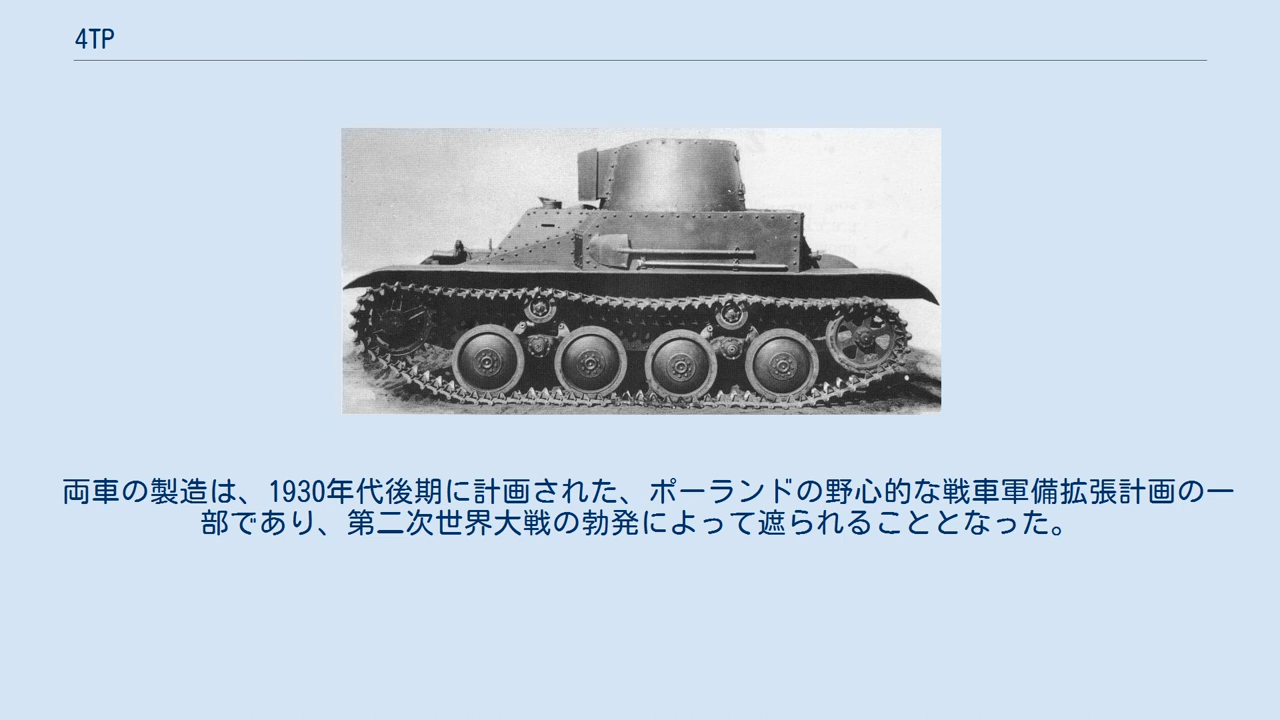 4TP
両車の製造は、1930年代後期に計画された、ポーランドの野心的な戦車軍備拡張計画の一
部であり、第二次世界大戦の勃発によって遮られることとなった。